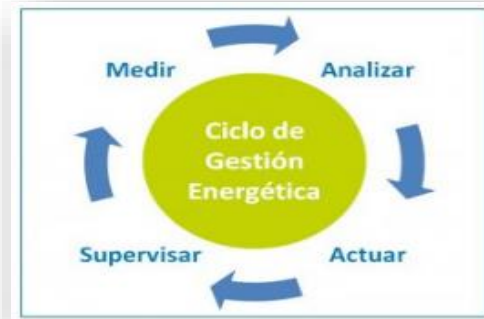 Medir
Analizar
Ciclo de
Gestión
Energética
Supervisar
Actuar